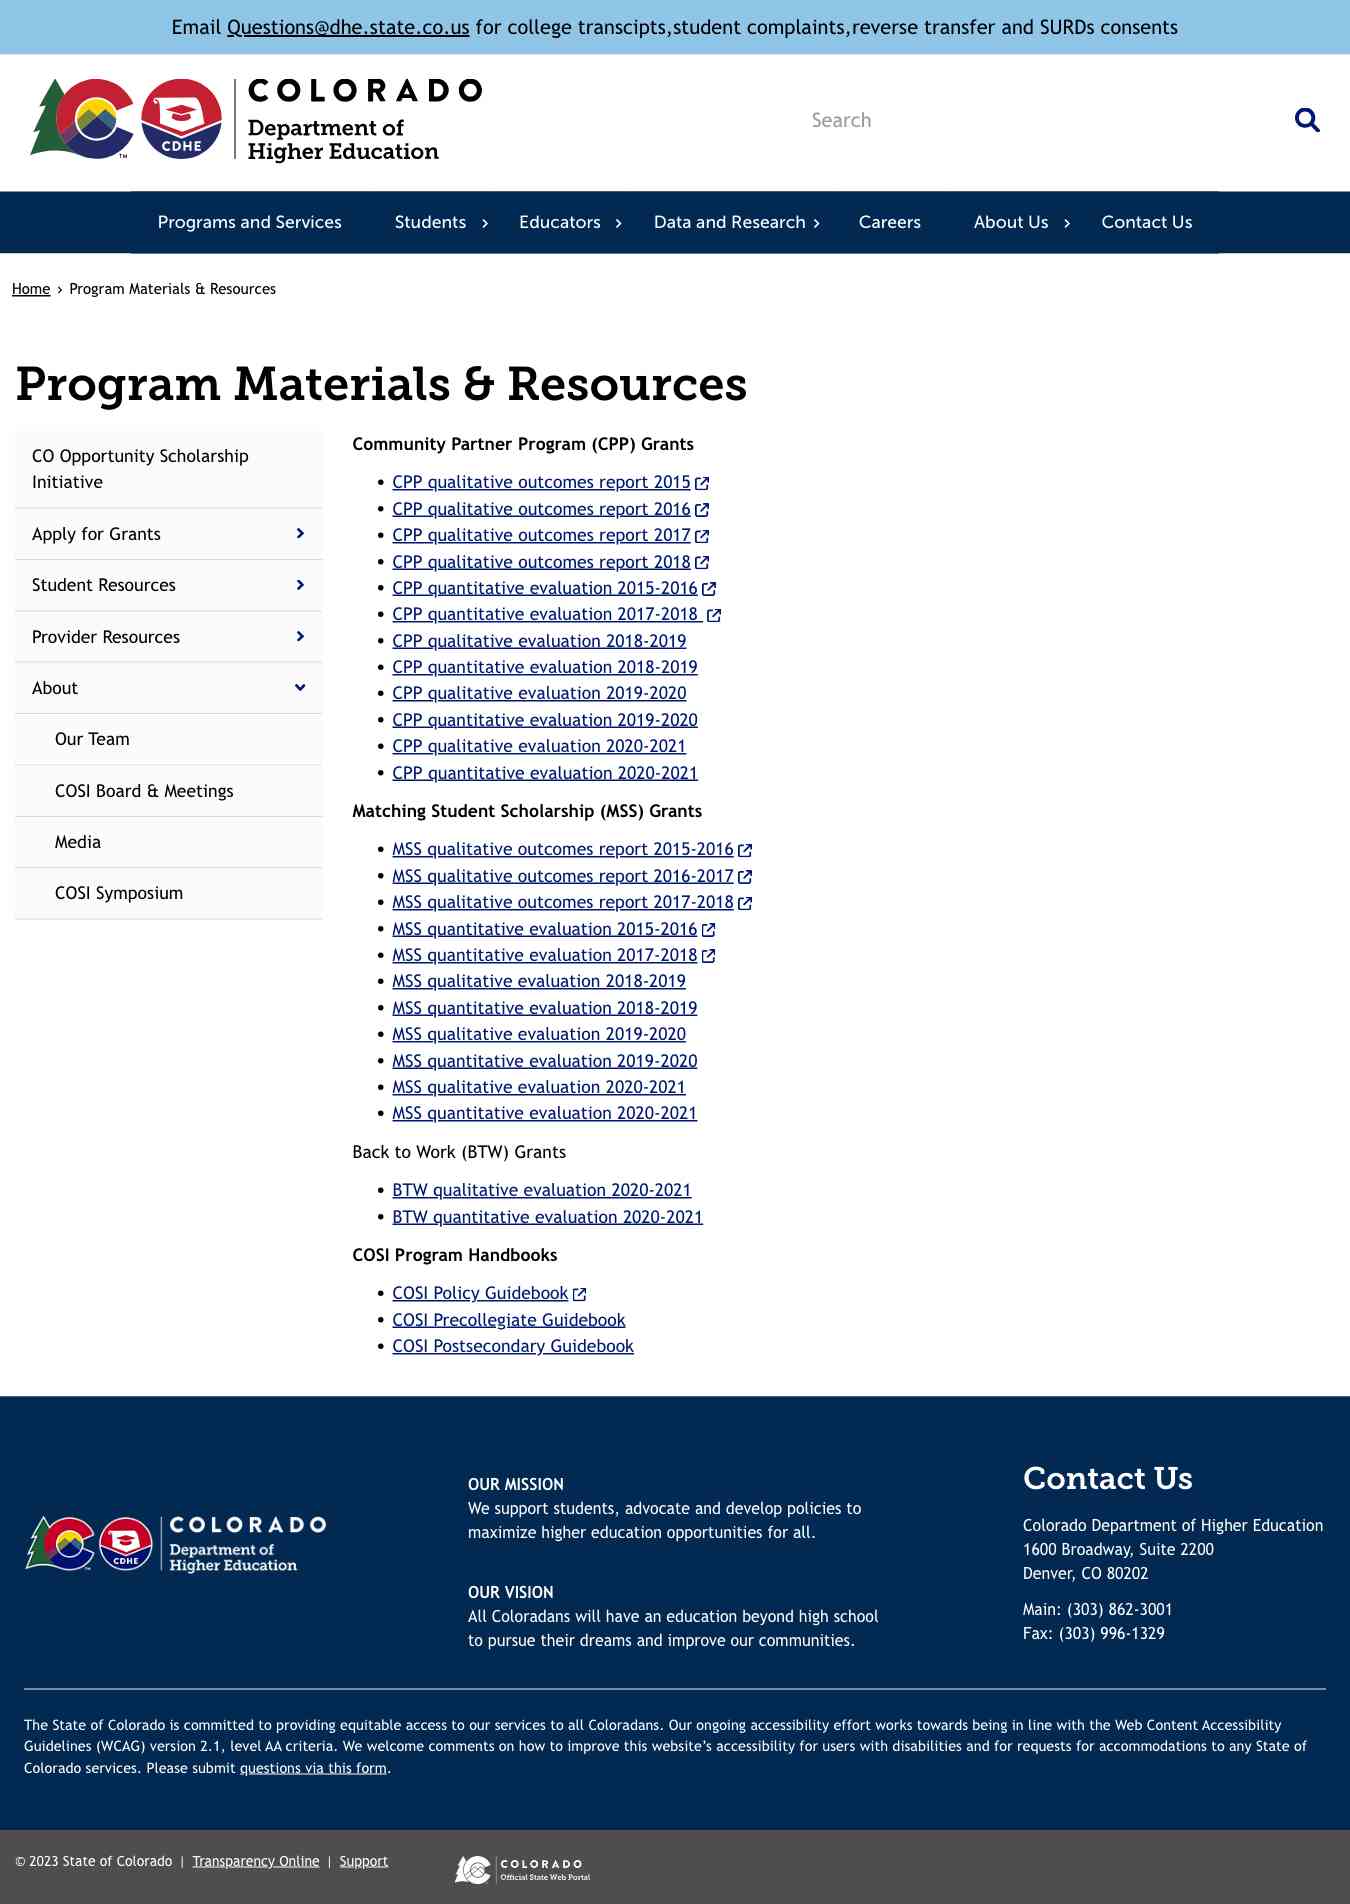 Email Questions@dhe.state.co.us for college transcipts,student complaints,reverse transfer and SURDs consents
COLORADO
Department of
Higher Education
CDHE
TM
Search
Programs and Services Students Educators Data and Research Careers About Us Contact Us
Home › Program Materials & Resources
Program Materials & Resources
CO Opportunity Scholarship
Initiative
Apply for Grants
Student Resources
Provider Resources
About
Our Team
COSI Board & Meetings
Media
COSI Symposium
Community Partner Program (CPP) Grants
• CPP qualitative outcomes report 2015
• CPP qualitative outcomes report 2016
• CPP qualitative outcomes report 2017
• CPP qualitative outcomes report 2018
• CPP quantitative evaluation 2015-2016
• CPP quantitative evaluation 2017-2018
• CPP qualitative evaluation 2018-2019
• CPP quantitative evaluation 2018-2019
• CPP qualitative evaluation 2019-2020
• CPP quantitative evaluation 2019-2020
• CPP qualitative evaluation 2020-2021
• CPP quantitative evaluation 2020-2021
Matching Student Scholarship (MSS) Grants
• MSS qualitative outcomes report 2015-2016
• MSS qualitative outcomes report 2016-2017
• MSS qualitative outcomes report 2017-2018
• MSS quantitative evaluation 2015-2016
• MSS quantitative evaluation 2017-2018
• MSS qualitative evaluation 2018-2019
• MSS quantitative evaluation 2018-2019
• MSS qualitative evaluation 2019-2020
• MSS quantitative evaluation 2019-2020
• MSS qualitative evaluation 2020-2021
• MSS quantitative evaluation 2020-2021
Back to Work (BTW) Grants
• BTW qualitative evaluation 2020-2021
• BTW quantitative evaluation 2020-2021
COSI Program Handbooks
• COSI Policy Guidebook
• COSI Precollegiate Guidebook
• COSI Postsecondary Guidebook
COLORADO
Department of
Higher Education
CDHE
TM
OUR MISSION
We support students, advocate and develop policies to
maximize higher education opportunities for all.
OUR VISION
All Coloradans will have an education beyond high school
to pursue their dreams and improve our communities.
Contact Us
Colorado Department of Higher Education
1600 Broadway, Suite 2200
Denver, CO 80202
Main: (303) 862-3001
Fax: (303) 996-1329
The State of Colorado is committed to providing equitable access to our services to all Coloradans. Our ongoing accessibility effort works towards being in line with the Web Content Accessibility
Guidelines (WCAG) version 2.1, level AA criteria. We welcome comments on how to improve this website's accessibility for users with disabilities and for requests for accommodations to any State of
Colorado services. Please submit questions via this form.
© 2023 State of Colorado | Transparency Online | Support
COLORADO
Official State Web Portal